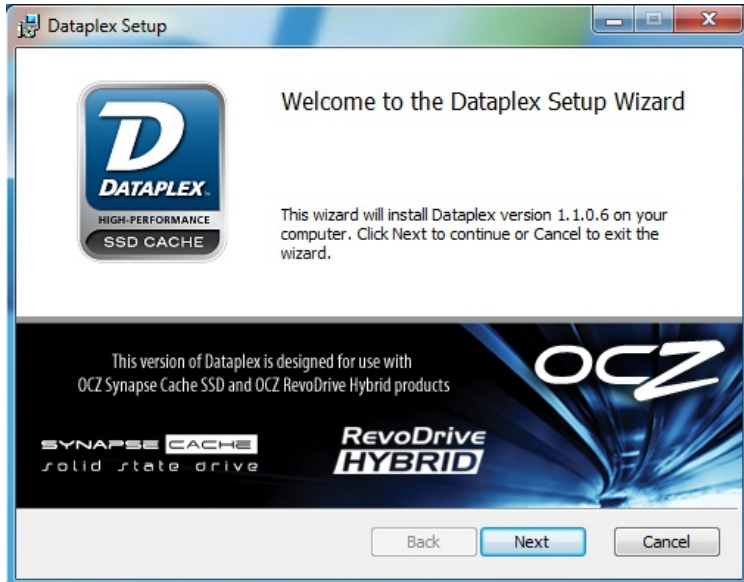 Dataplex Setup
Welcome to the Dataplex Setup Wizard
D
DATAPLEX™
HIGH-PERFORMANCE
SSD CACHE
This wizard will install Dataplex version 1.1.0.6 on your
computer. Click Next to continue or Cancel to exit the
wizard.
This version of Dataplex is designed for use with
OCZ Synapse Cache SSD and OCZ RevoDrive Hybrid products
OCZ
SYNAPSE CACHE
solid state drive
RevoDrive
HYBRID
Back
Next
Cancel